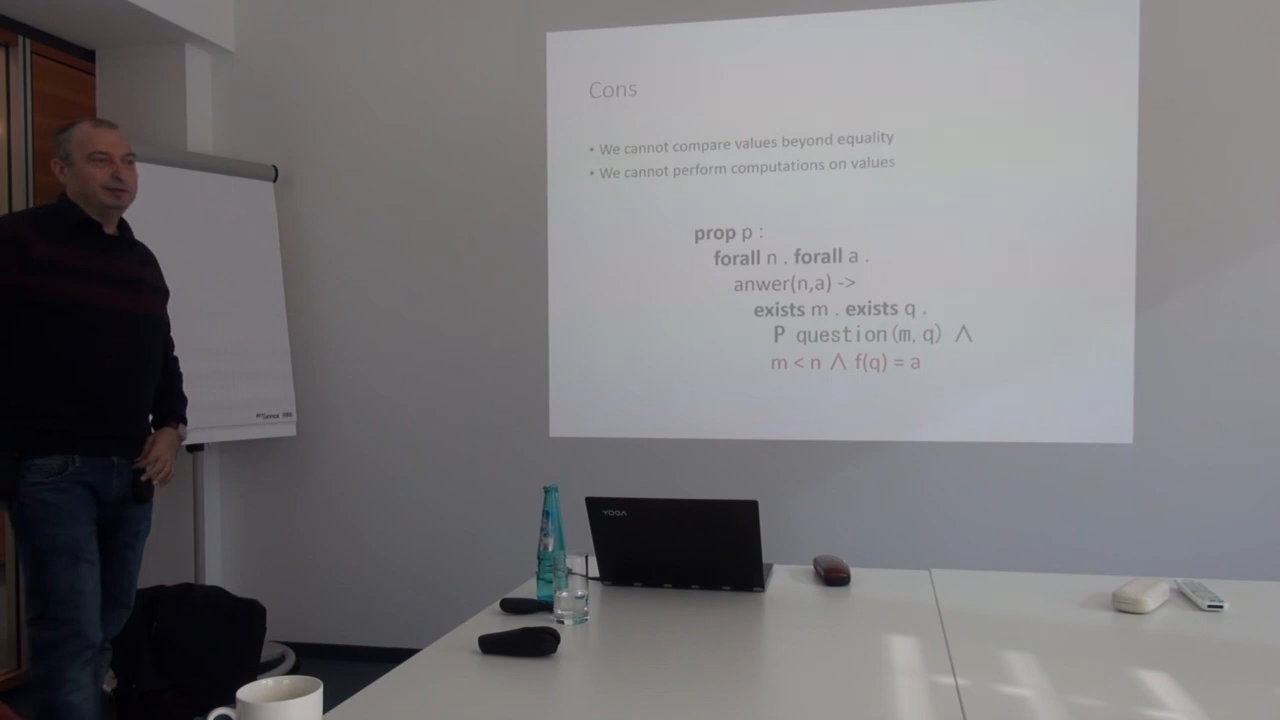 Cons
• We cannot compare values beyond equality
• We cannot perform computations on values
prop p :
forall n . forall a .
anwer(n,a) ->
exists m . exists q .
P question(m, q) ∧
m < n ∧ f(q) = a
YOGA